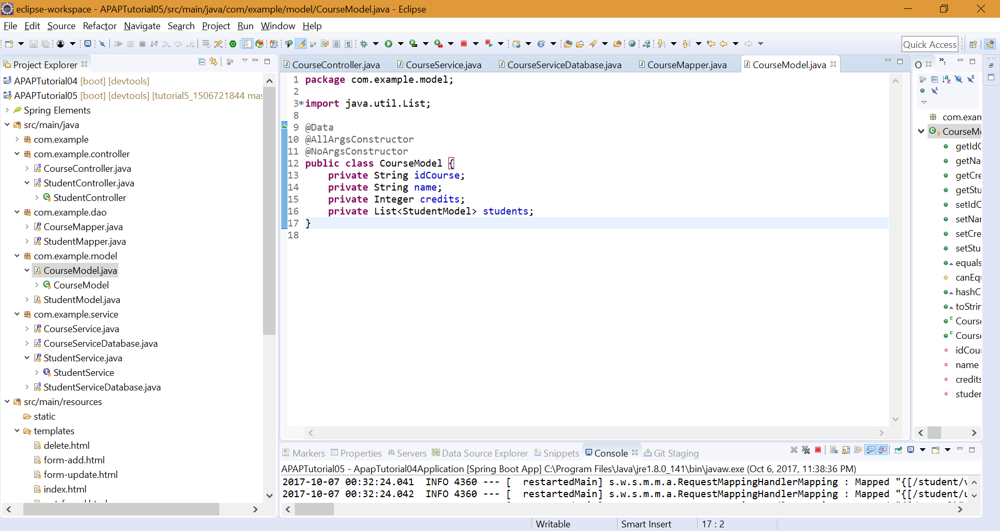 eclipse-workspace - APAPTutorial05/src/main/java/com/example/model/CourseModel.java - Eclipse
File Edit Source Refactor Navigate Search Project Run Window Help
Quick Access
Project Explorer
APAPTutorial04 [boot] [devtools]
APAPTutorial05 [boot] [devtools] [tutorial5_1506721844 mas
Spring Elements
src/main/java
com.example
com.example.controller
CourseController.java
StudentController.java
StudentController
com.example.dao
CourseMapper.java
StudentMapper.java
com.example.model
CourseModel.java
CourseModel
StudentModel.java
com.example.service
CourseService.java
CourseServiceDatabase.java
StudentService.java
StudentService
StudentServiceDatabase.java
src/main/resources
static
templates
delete.html
form-add.html
form-update.html
index.html
CourseController.java CourseService.java CourseServiceDatabase.java CourseMapper.java CourseModel.java
1 package com.example.model;
2
3 import java.util.List;
8
9 @Data
10 @AllArgsConstructor
11 @NoArgsConstructor
12 public class CourseModel {
13 private String idCourse;
14 private String name;
15 private Integer credits;
16 private List<StudentModel> students;
17 }
18
O
com.exan
CourseMo
getIdC
getNa
getCre
getStu
setIdC
setNar
setCre
setStu
equals
canEq
hashC
toStrin
Course
Course
idCour
name
credits
studen
Markers Properties Servers Data Source Explorer Snippets Console Git Staging
APAPTutorial05 - ApapTutorial04Application [Spring Boot App] C:\Program Files\Java\jre1.8.0_141\bin\javaw.exe (Oct 6, 2017, 11:38:36 PM)
2017-10-07 00:32:24.041 INFO 4360 --- [ restartedMain] s.w.s.m.m.a.RequestMappingHandlerMapping : Mapped "{[/student/v
2017-10-07 00:32:24.042 INFO 4360 --- [ restartedMain] s.w.s.m.m.a.RequestMappingHandlerMapping : Mapped "{[/student/u
Writable Smart Insert 17 : 2